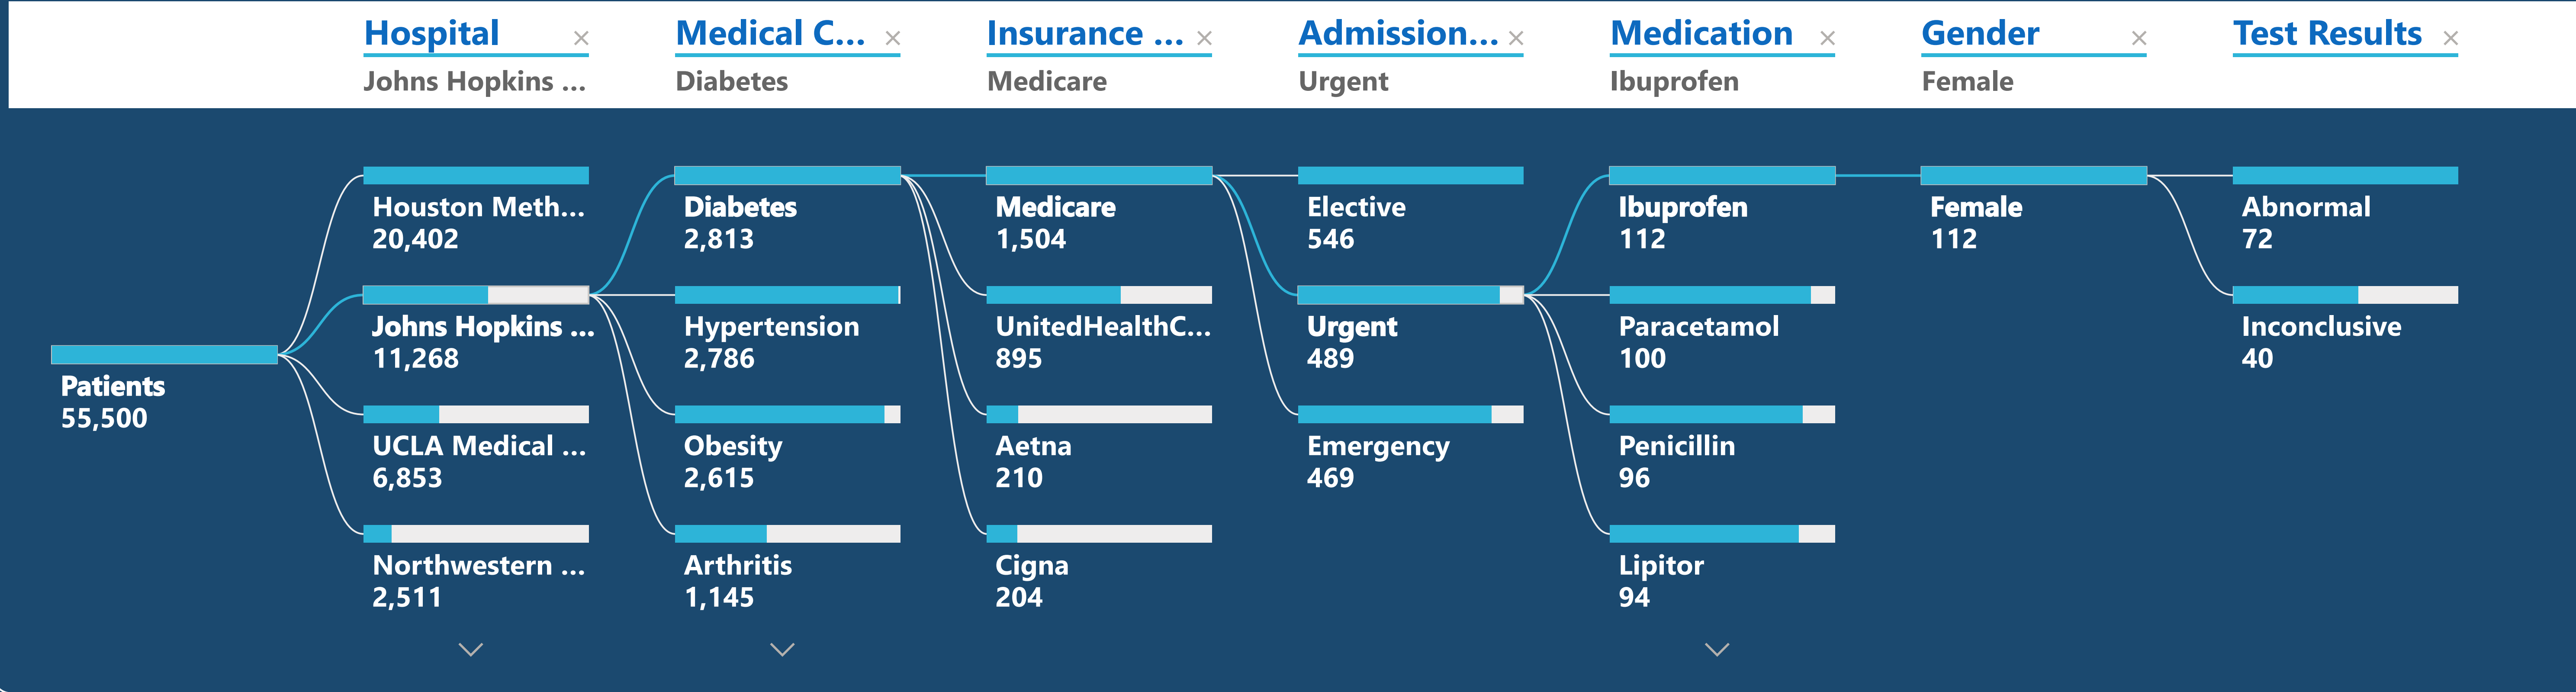 Hospital
Johns Hopkins ...
Medical C...
Diabetes
Insurance ...
Medicare
Admission...
Urgent
Medication
Ibuprofen
Gender
Female
Test Results
Patients
55,500
Houston Meth...
20,402
Johns Hopkins ...
11,268
UCLA Medical ...
6,853
Northwestern ...
2,511
Diabetes
2,813
Hypertension
2,786
Obesity
2,615
Arthritis
1,145
Medicare
1,504
UnitedHealthC...
895
Aetna
210
Cigna
204
Elective
546
Urgent
489
Emergency
469
Ibuprofen
112
Paracetamol
100
Penicillin
96
Lipitor
94
Female
112
Abnormal
72
Inconclusive
40